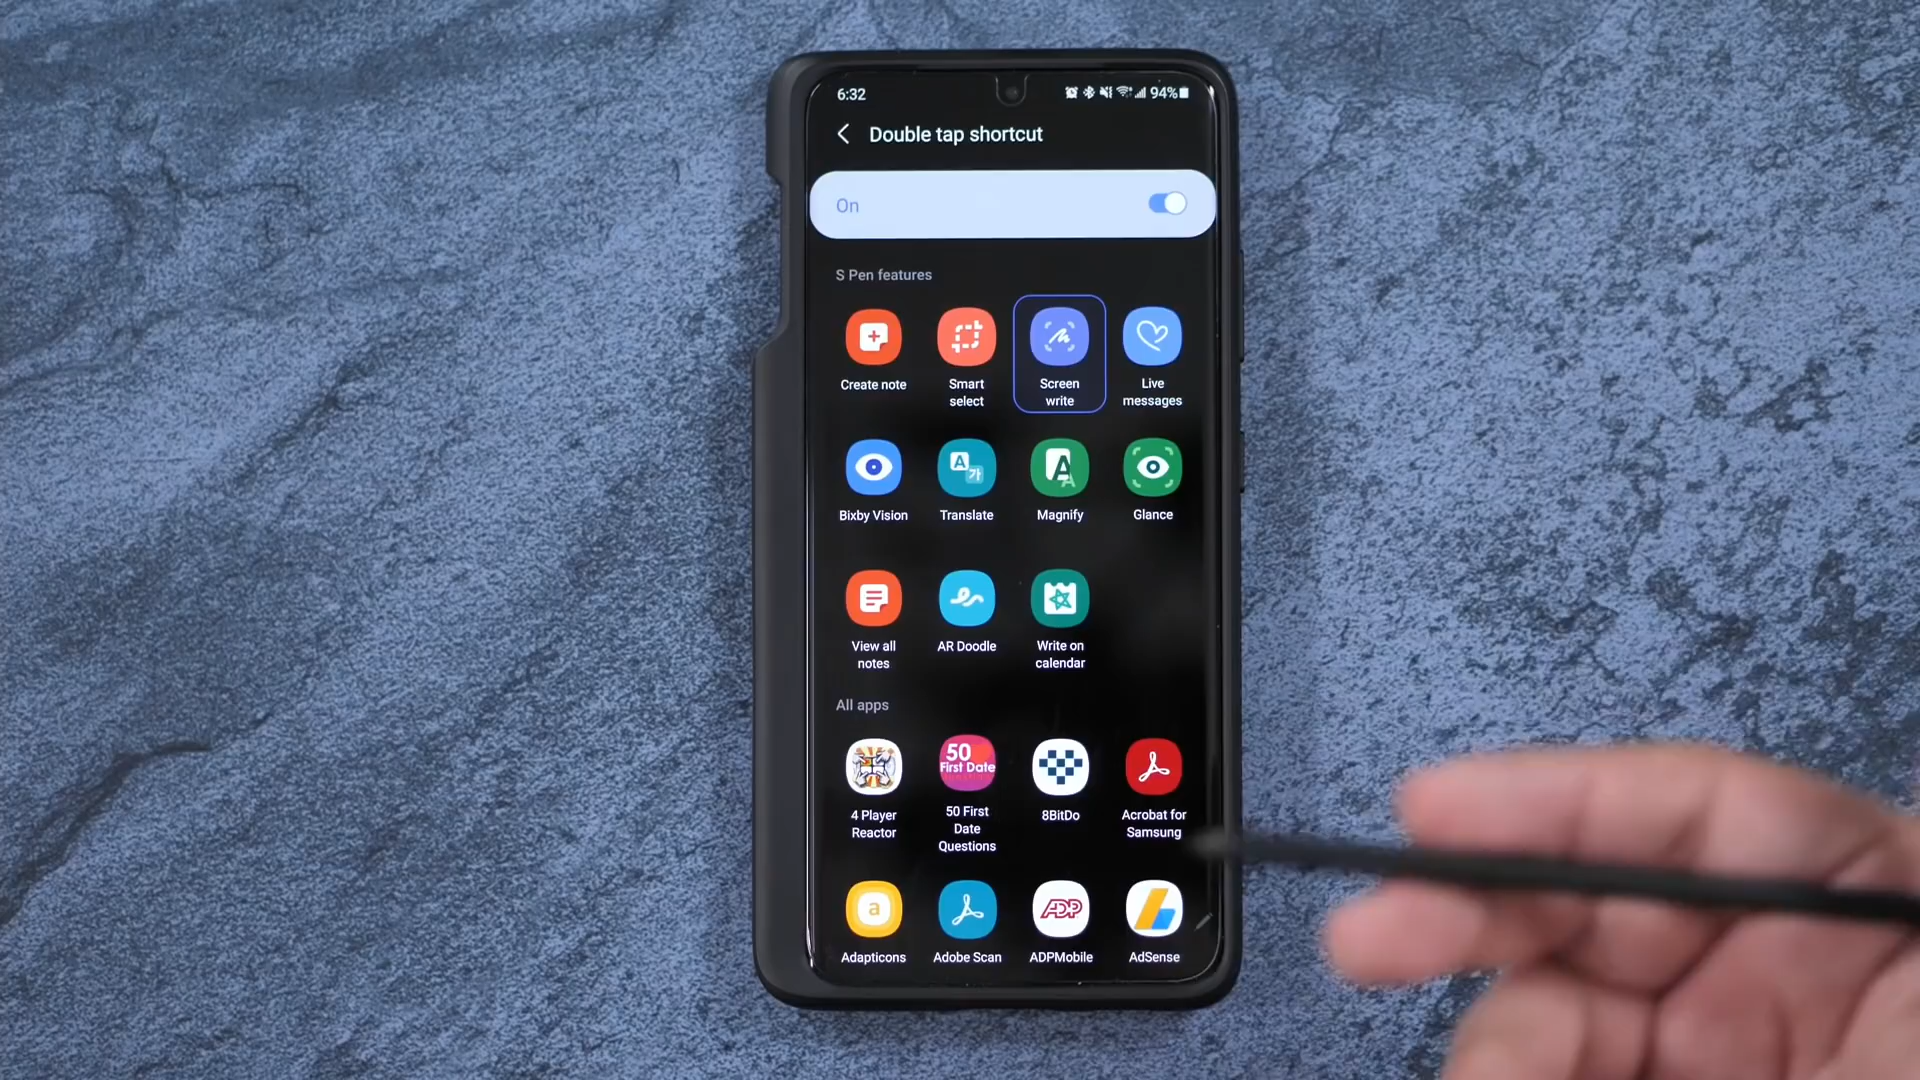 6:32
94%
Double tap shortcut
On
S Pen features
Create note
Smart
select
Screen
write
Live
messages
Bixby Vision
Translate
Magnify
Glance
View all
notes
AR Doodle
Write on
calendar
All apps
50
First Date
4 Player
Reactor
50 First
Date
Questions
8BitDo
Acrobat for
Samsung
a
ADP
Adapticons
Adobe Scan
ADPMobile
AdSense